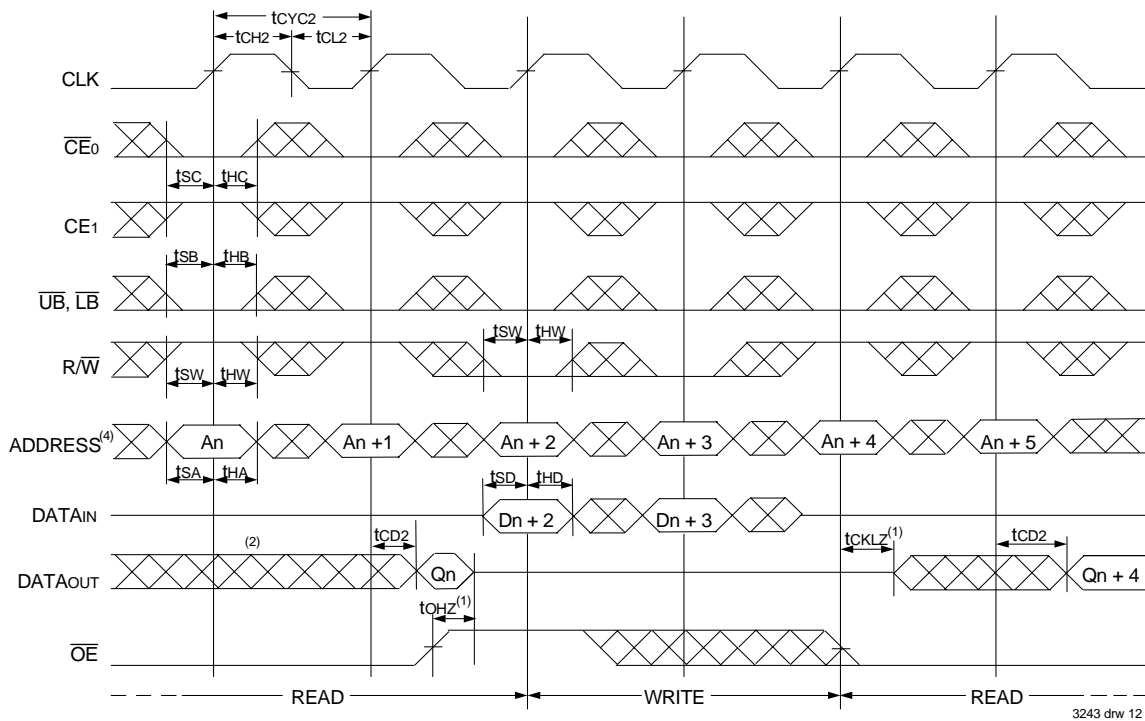 tCYC2
tCH2 tCL2
CLK
CE0
tSC tHC
CE1
tSB tHB
UB, LB
tSW tHW
R/W
tSW tHW
ADDRESS(4) An An +1 An + 2 An + 3 An + 4 An + 5
tSA tHA
tSD tHD
DATAIN Dn + 2 Dn + 3
(2) tCD2 tCKLZ(1) tCD2
DATAOUT Qn Qn + 4
tOHZ(1)
OE
READ WRITE READ
3243 drw 12